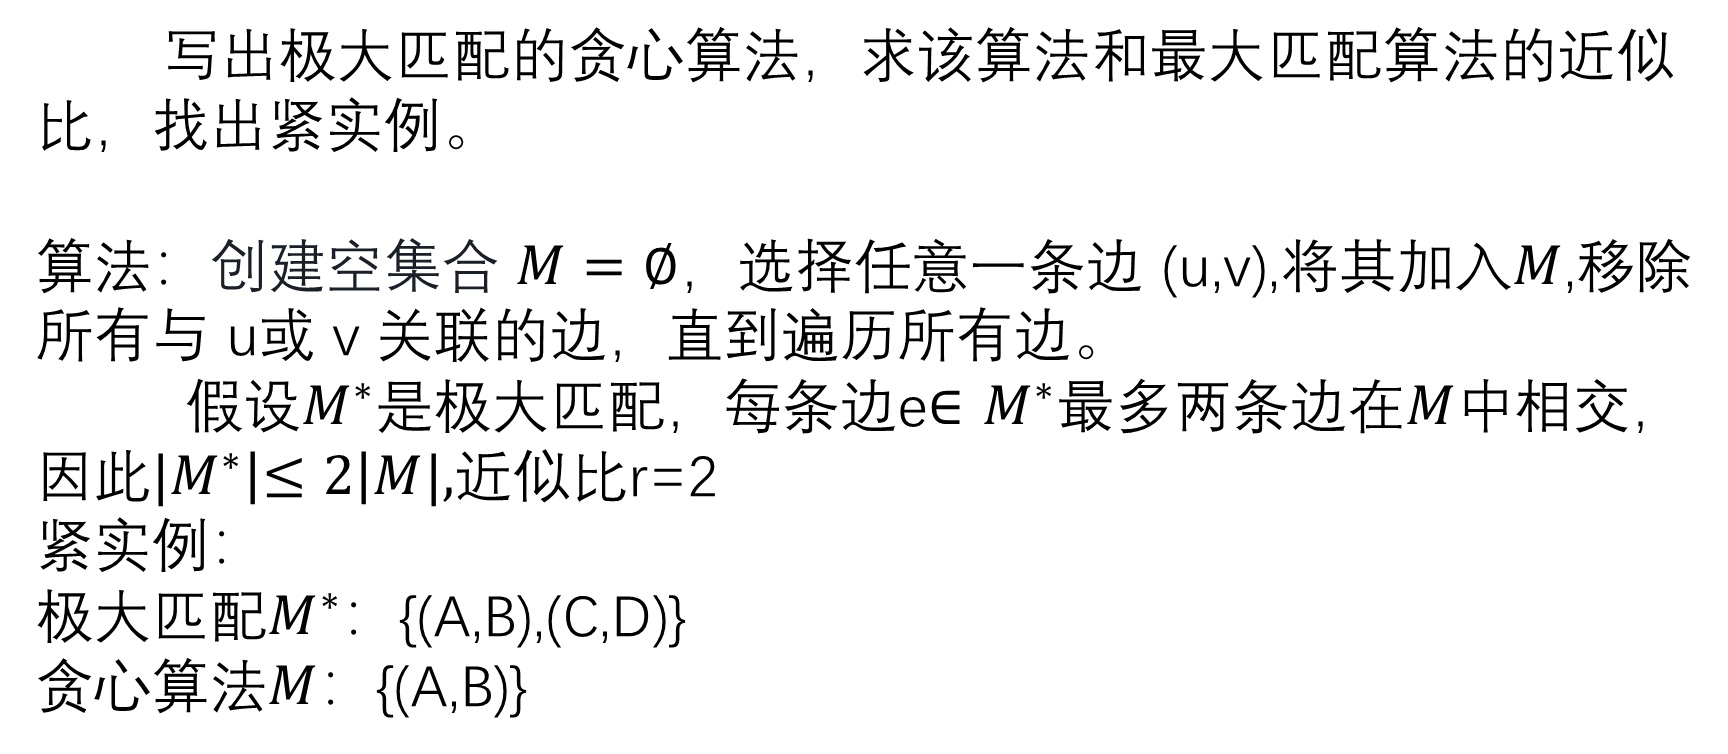 写出极大匹配的贪心算法，求该算法和最大匹配算法的近似
比，找出紧实例。
算法：创建空集合 M = ∅，选择任意一条边 (u,v),将其加入M,移除
所有与 u或 v 关联的边，直到遍历所有边。
假设M*是极大匹配，每条边e∈ M*最多两条边在M中相交，
因此|M*|≤ 2|M|,近似比r=2
紧实例：
极大匹配M*：{(A,B),(C,D)}
贪心算法M：{(A,B)}